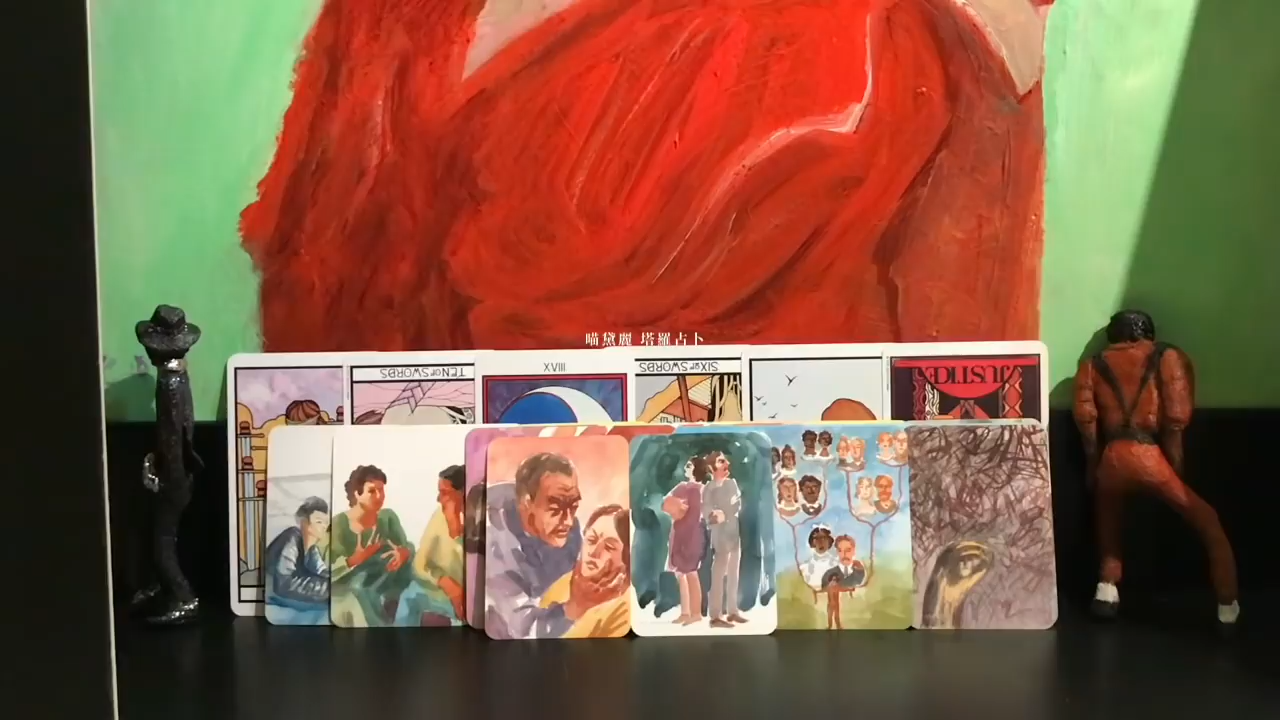 喵黛麗 塔羅占卜
TEN OF SWORDS
XVIII
SIX OF SWORDS
JUSTICE